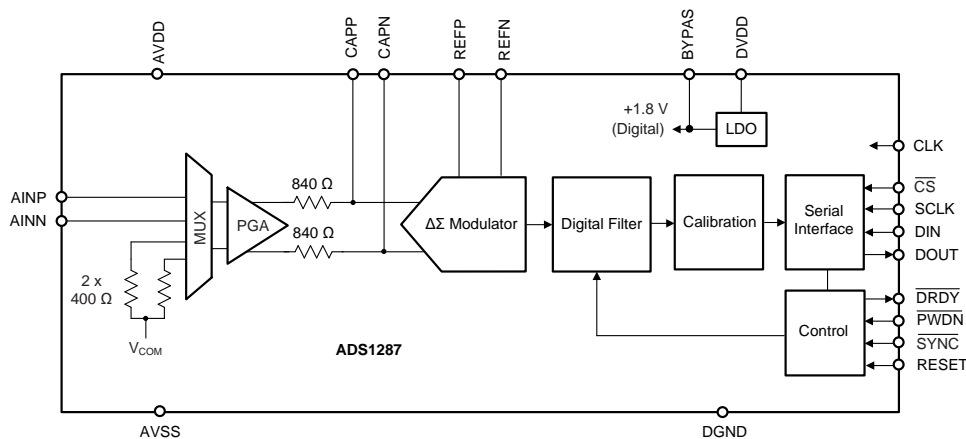 AVDD
CAPP
CAPN
REFP
REFN
BYPAS
DVDD
+1.8 V
(Digital)
LDO
CLK
AINP
AINN
MUX
PGA
840 Ω
840 Ω
ΔΣ Modulator
Digital Filter
Calibration
Serial
Interface
CS
SCLK
DIN
DOUT
2 x
400 Ω
VCOM
ADS1287
Control
DRDY
PWDN
SYNC
RESET
AVSS
DGND